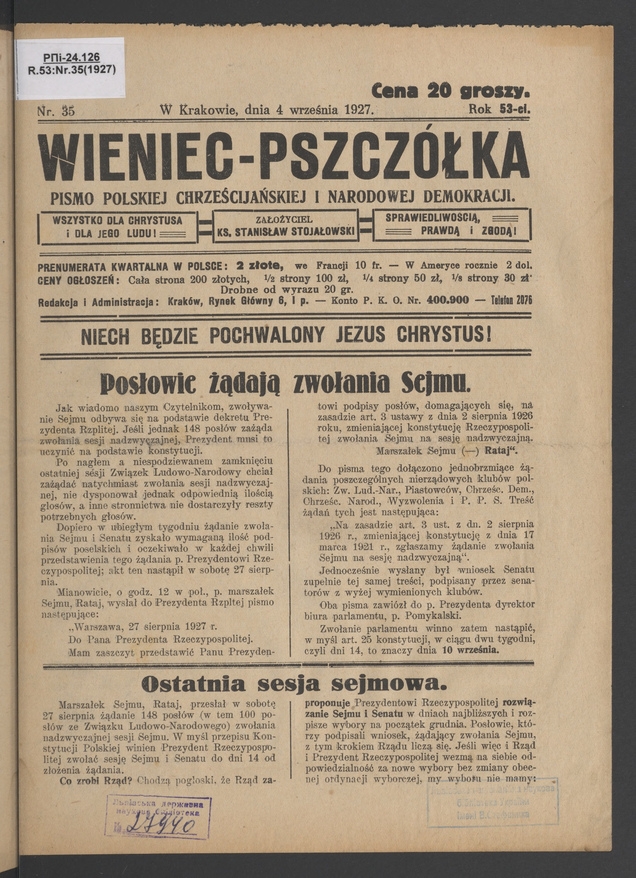 РПі-24.126
R.53:Nr.35(1927)
Cena 20 groszy.
Nr. 35 W Krakowie, dnia 4 września 1927. Rok 53-ci.
WIENIEC-PSZCZÓŁKA
PISMO POLSKIEJ CHRZEŚCIJAŃSKIEJ I NARODOWEJ DEMOKRACJI.
WSZYSTKO DLA CHRYSTUSA
i DLA JEGO LUDU!
ZAŁOŻYCIEL
KS. STANISŁAW STOJAŁOWSKI
SPRAWIEDLIWOSCIĄ,
PRAWDĄ i ZGODĄ!
PRENUMERATA KWARTALNA W POLSCE: 2 złote, we Francji 10 fr. — W Ameryce rocznie 2 dol.
CENY OGŁOSZEŃ: Cała strona 200 złotych, 1/2 strony 100 zł, 1/4 strony 50 zł, 1/8 strony 30 zł
Drobne od wyrazu 20 gr.
Redakcja i Administracja: Kraków, Rynek Główny 6, I p. — Konto P. K. O. Nr. 400.900 — Telefon 2076
NIECH BĘDZIE POCHWALONY JEZUS CHRYSTUS!
Posłowie żądają zwołania Sejmu.
Jak wiadomo naszym Czytelnikom, zwoływa-
nie Sejmu odbywa się na podstawie dekretu Pre-
zydenta Rzplitej. Jeśli jednak 148 posłów zażąda
zwołania sesji nadzwyczajnej, Prezydent musi to
uczynić na podstawie konstytucji.
Po nagłem a niespodziewanem zamknięciu
ostatniej sesji Związek Ludowo-Narodowy chciał
zażądać natychmiast zwołania sesji nadzwyczaj-
nej, nie dysponował jednak odpowiednią ilością
głosów, a inne stronnictwa nie dostarczyły reszty
potrzebnych głosów.
Dopiero w ubiegłym tygodniu żądanie zwoła-
nia Sejmu i Senatu zyskało wymaganą ilość pod-
pisów poselskich i oczekiwało w każdej chwili
przedstawienia tego żądania p. Prezydentowi Rze-
czypospolitej; akt ten nastąpił w sobotę 27 sierp-
nia.
Mianowicie, o godz. 12 w pol., p. marszałek
Sejmu, Rataj, wysłał do Prezydenta Rzpltej pismo
następujące:
„Warszawa, 27 sierpnia 1927 r.
Do Pana Prezydenta Rzeczypospolitej.
Mam zaszczyt przedstawić Panu Prezyden-
towi podpisy posłów, domagających się, na
zasadzie art. 3 ustawy z dnia 2 sierpnia 1926
roku, zmieniającej konstytucję Rzeczypospoli-
tej zwołania Sejmu na sesję nadzwyczajną.
Marszałek Sejmu (—) Rataj".
Do pisma tego dołączono jednobrzmiące żą-
dania poszczególnych nierządowych klubów pol-
skich: Zw. Lud.-Nar., Piastowców, Chrześc. Dem.,
Chrześc. Narod., Wyzwolenia i P. P. S. Treść
żądań tych jest następująca:
„Na zasadzie art. 3 ust. z dn. 2 sierpnia
1926 r., zmieniającej konstytucję z dnia 17
marca 1921 r., zgłaszamy żądanie zwołania
Sejmu na sesję nadzwyczajną".
Jednocześnie wysłany był wniosek Senatu
zupełnie tej samej treści, podpisany przez sena-
torów z wyżej wymienionych klubów.
Oba pisma zawiózł do p. Prezydenta dyrektor
biura parlamentu, p. Pomykalski.
Zwołanie parlamentu winno zatem nastąpić,
w myśl art. 25 konstytucji, w ciągu dwu tygodni,
czyli dni 14, to znaczy dnia 10 września.
Ostatnia sesja sejmowa.
Marszałek Sejmu, Rataj, przesłał w sobotę
27 sierpnia żądanie 148 posłów (w tem 100 po-
słów ze Związku Ludowo-Narodowego) zwołania
nadzwyczajnej sesji Sejmu. W myśl przepisu Kon-
stytucji Polskiej winien Prezydent Rzeczypospo-
litej zwołać sesję Sejmu i Senatu do dni 14 od
złożenia żądania.
Co zrobi Rząd? Chodzą pogłoski, że Rząd za-
proponuje Prezydentowi Rzeczypospolitej rozwią-
zanie Sejmu i Senatu w dniach najbliższych i roz-
pisze wybory na początek grudnia. Posłowie, któ-
rzy podpisali wniosek, żądający zwołania Sejmu,
z tym krokiem Rządu liczą się. Jeśli więc i Rząd
i Prezydent Rzeczypospolitej wezmą na siebie od-
powiedzialność za nowe wybory bez zmiany obec-
nej ordynacji wyborczej, my wyboru nie mamy:
Львівська державна
наукова бібліотека
№ 27940